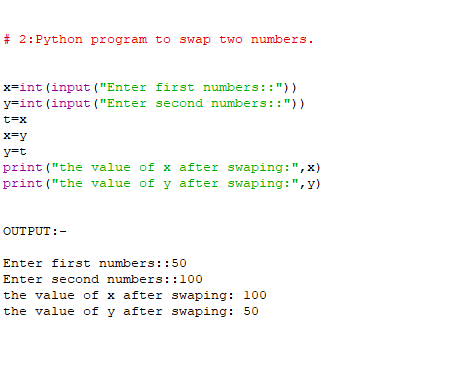 # 2:Python program to swap two numbers.
x=int(input("Enter first numbers::"))
y=int(input("Enter second numbers::"))
t=x
x=y
y=t
print("the value of x after swaping:",x)
print("the value of y after swaping:",y)
OUTPUT:-
Enter first numbers::50
Enter second numbers::100
the value of x after swaping: 100
the value of y after swaping: 50